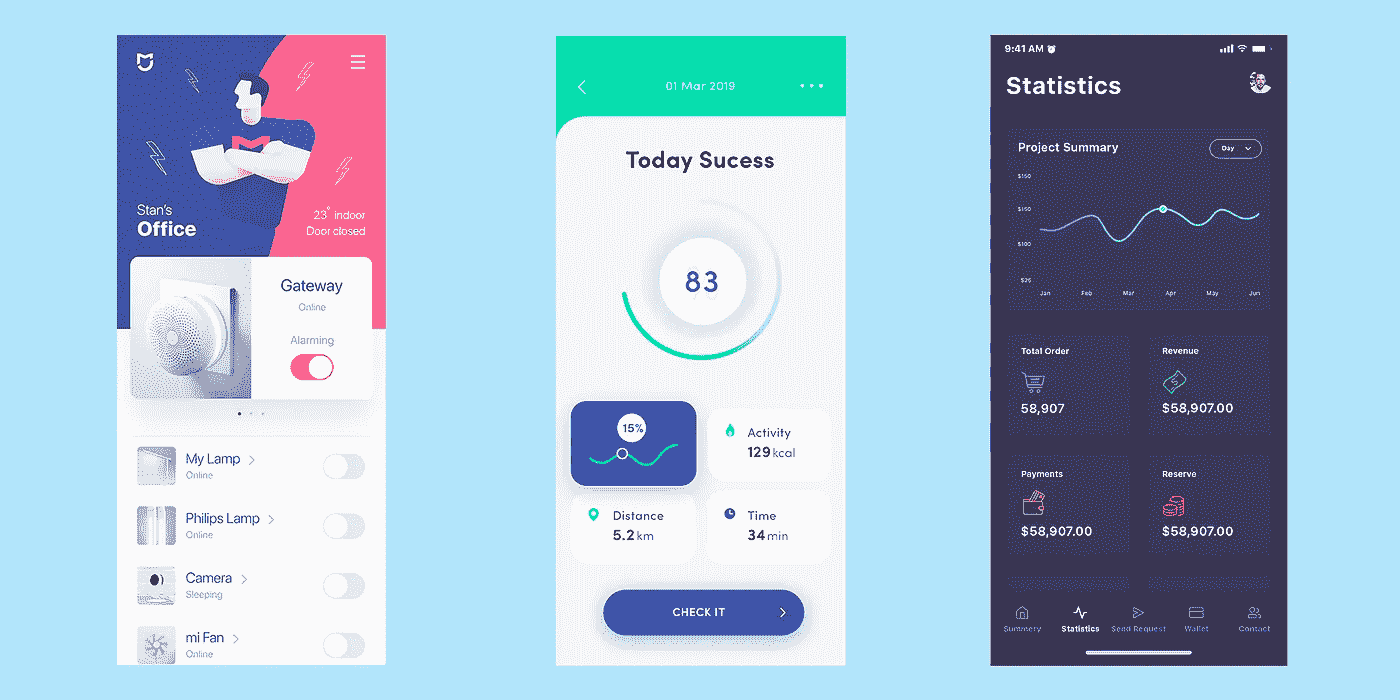 Stan's
Office
23° indoor
Door closed
Gateway
Online
Alarming
My Lamp
Online
Philips Lamp
Online
Camera
Sleeping
mi Fan
Online
01 Mar 2019
Today Sucess
83
15%
Activity
129 kcal
Distance
5.2 km
Time
34 min
CHECK IT
9:41 AM
Statistics
Project Summary
Day
$150
$150
$100
$25
Jan Feb Mar Apr May Jun
Total Order
58,907
Revenue
$58,907.00
Payments
$58,907.00
Reserve
$58,907.00
Summery Statistics Send Request Wallet Contact